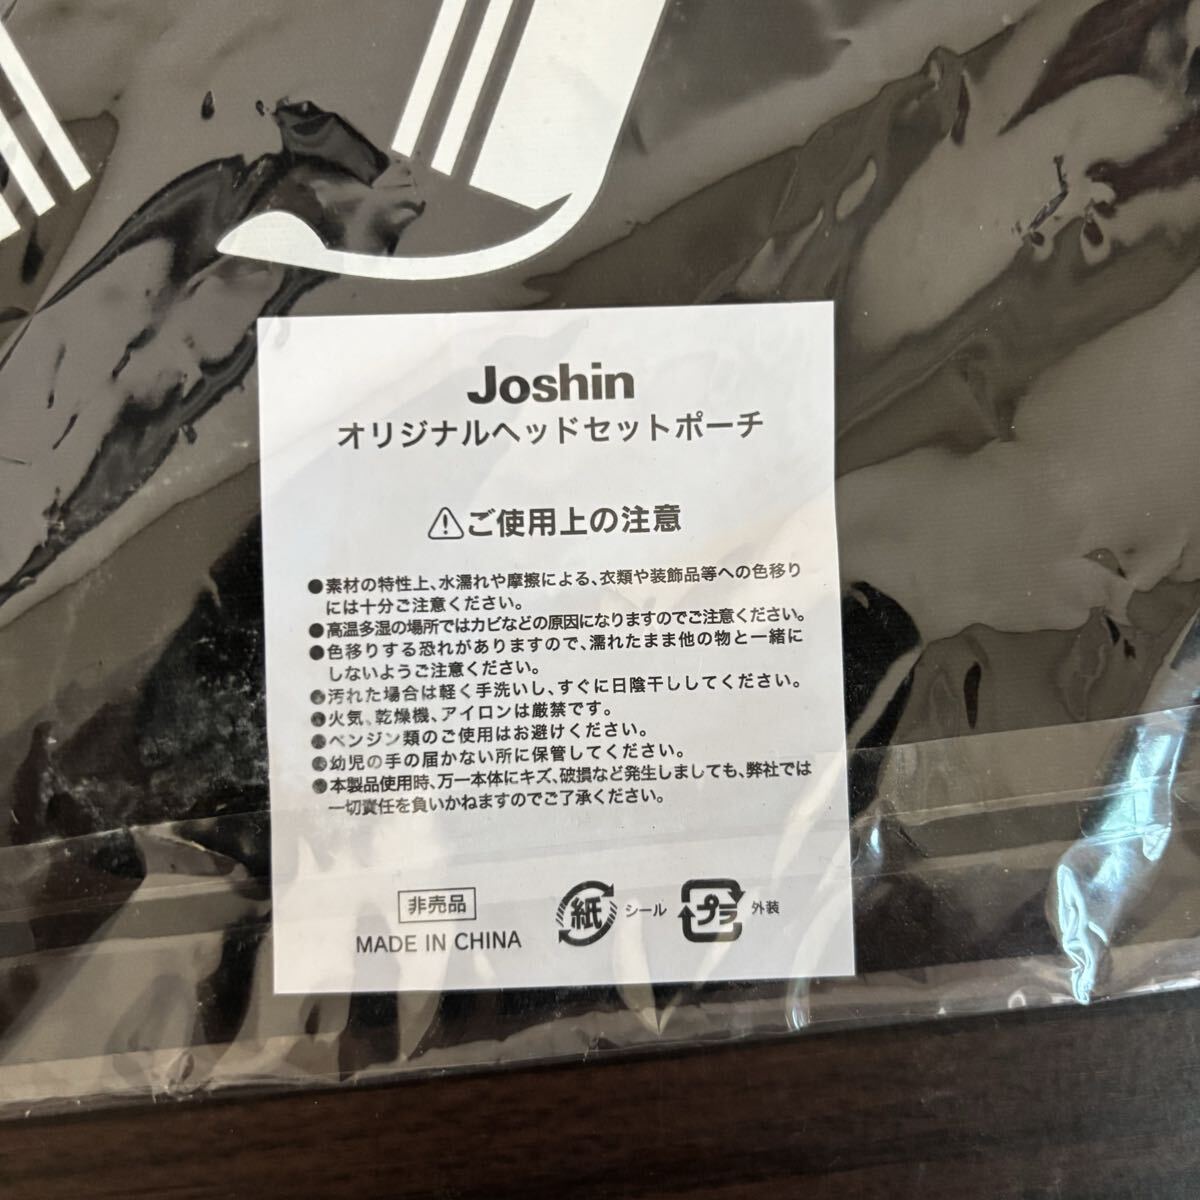 Joshin
オリジナルヘッドセットポーチ
⚠ご使用上の注意
●素材の特性上、水濡れや摩擦による、衣類や装飾品等への色移り
には十分ご注意ください。
●高温多湿の場所ではカビなどの原因になりますのでご注意ください。
●色移りする恐れがありますので、濡れたまま他の物と一緒に
しないようご注意ください。
●汚れた場合は軽く手洗いし、すぐに日陰干ししてください。
●火気、乾燥機、アイロンは厳禁です。
●ベンジン類のご使用はお避けください。
●幼児の手の届かない所に保管してください。
●本製品使用時、万一本体にキズ、破損など発生しましても、弊社では
一切責任を負いかねますのでご了承ください。
非売品
MADE IN CHINA
紙 シール
プラ 外装